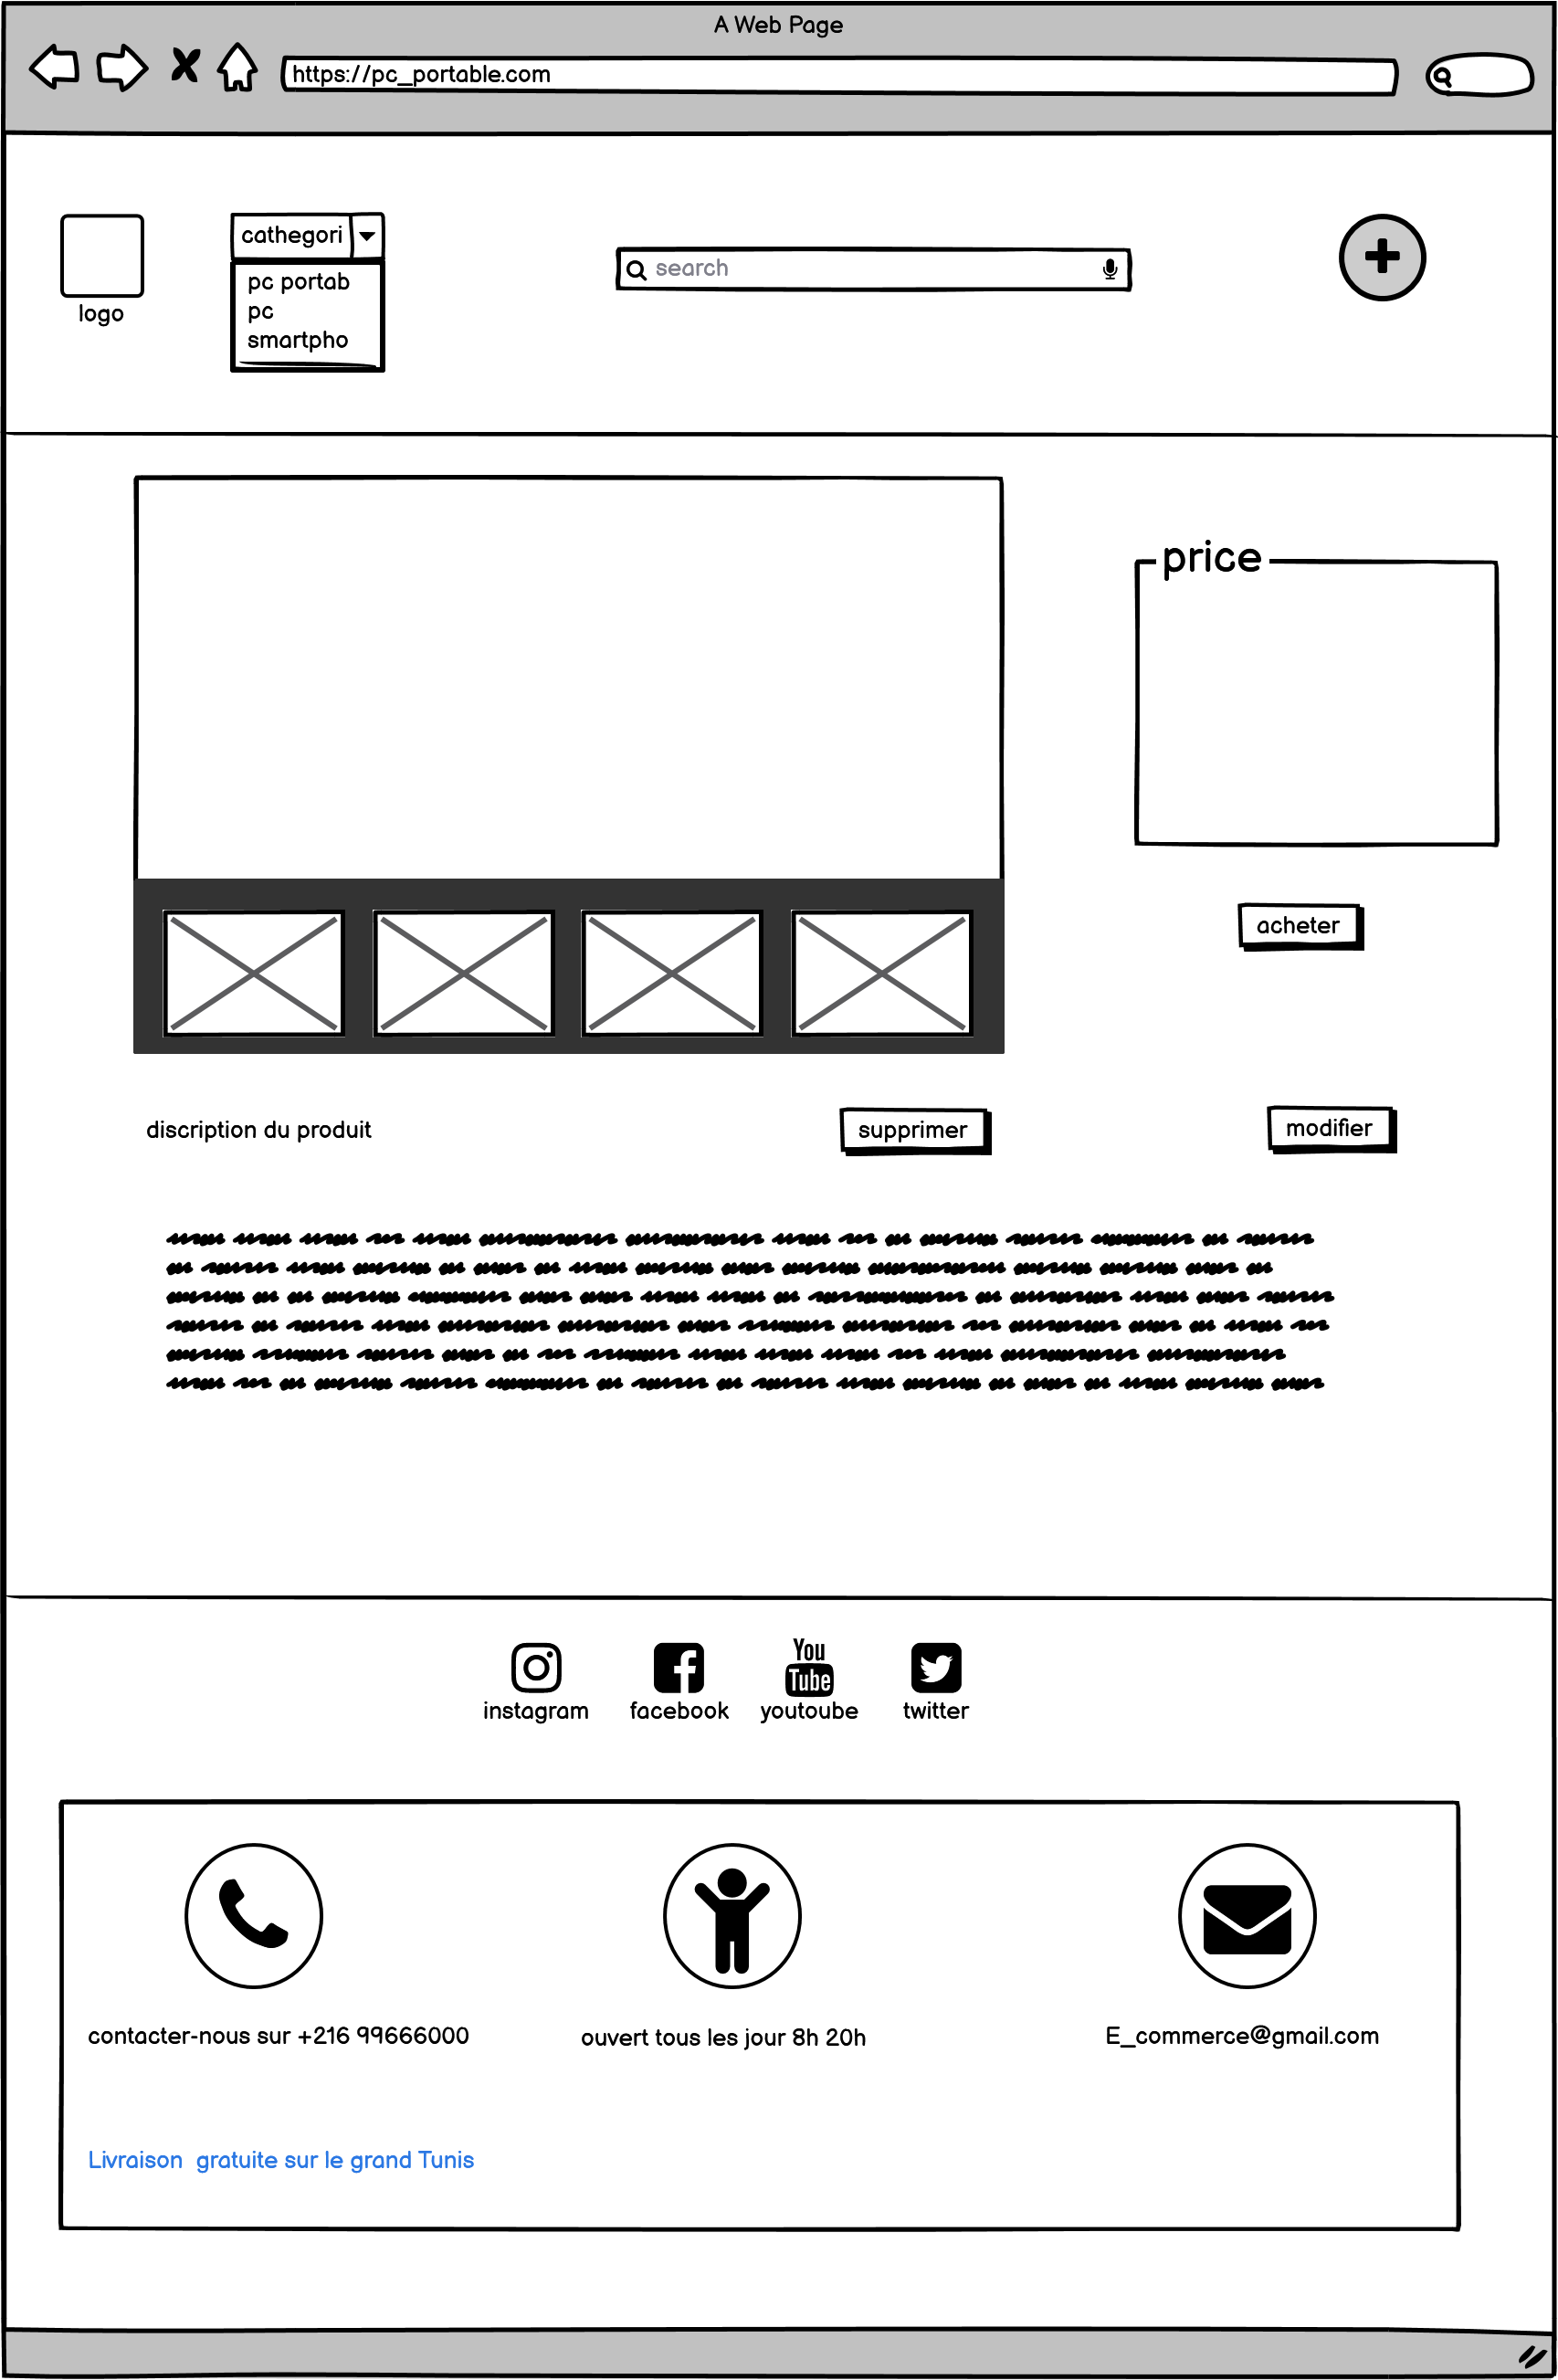 A Web Page
https://pc_portable.com
cathegori
search
pc portab
pc
smartpho
logo
price
acheter
discription du produit
supprimer
modifier
You
Tube
instagram
facebook
youtoube
twitter
contacter-nous sur +216 99666000
ouvert tous les jour 8h 20h
E_commerce@gmail.com
Livraison gratuite sur le grand Tunis